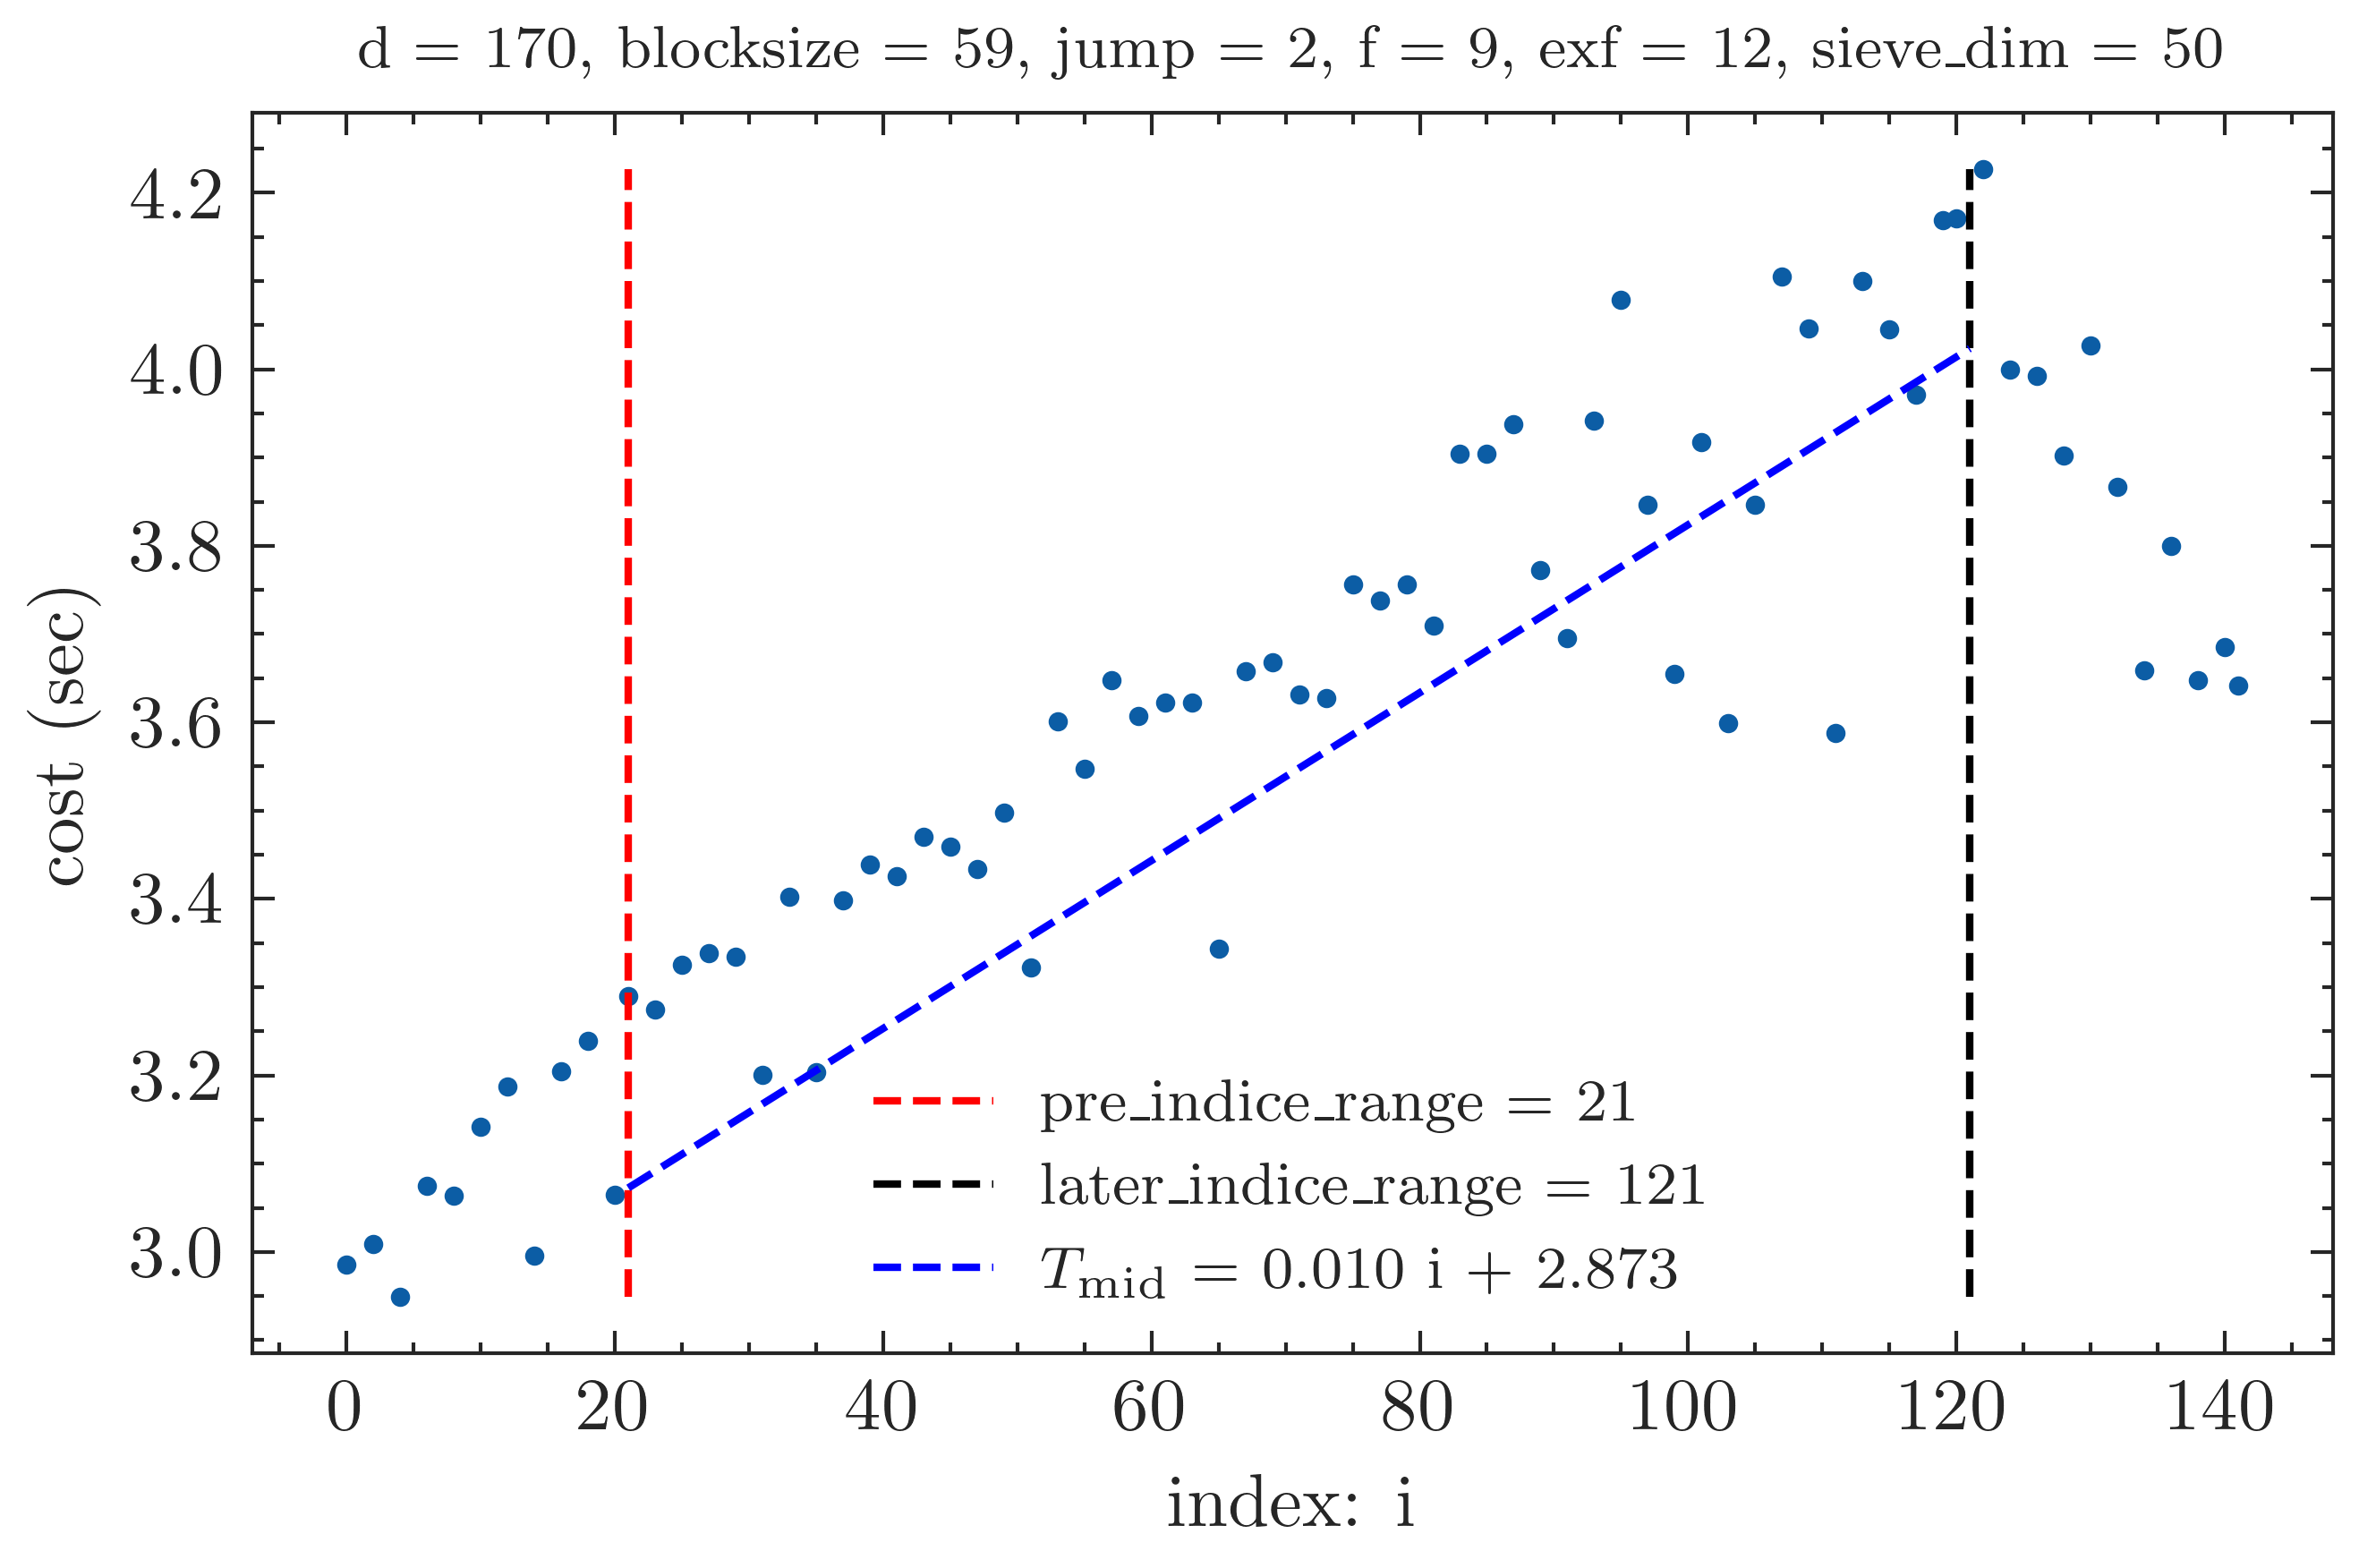 d = 170, blocksize = 59, jump = 2, f = 9, exf = 12, sieve_dim = 50
4.2
4.0
3.8
3.6
3.4
3.2
3.0
cost (sec)
pre_indice_range = 21
later_indice_range = 121
T_mid = 0.010 i + 2.873
0 20 40 60 80 100 120 140
index: i